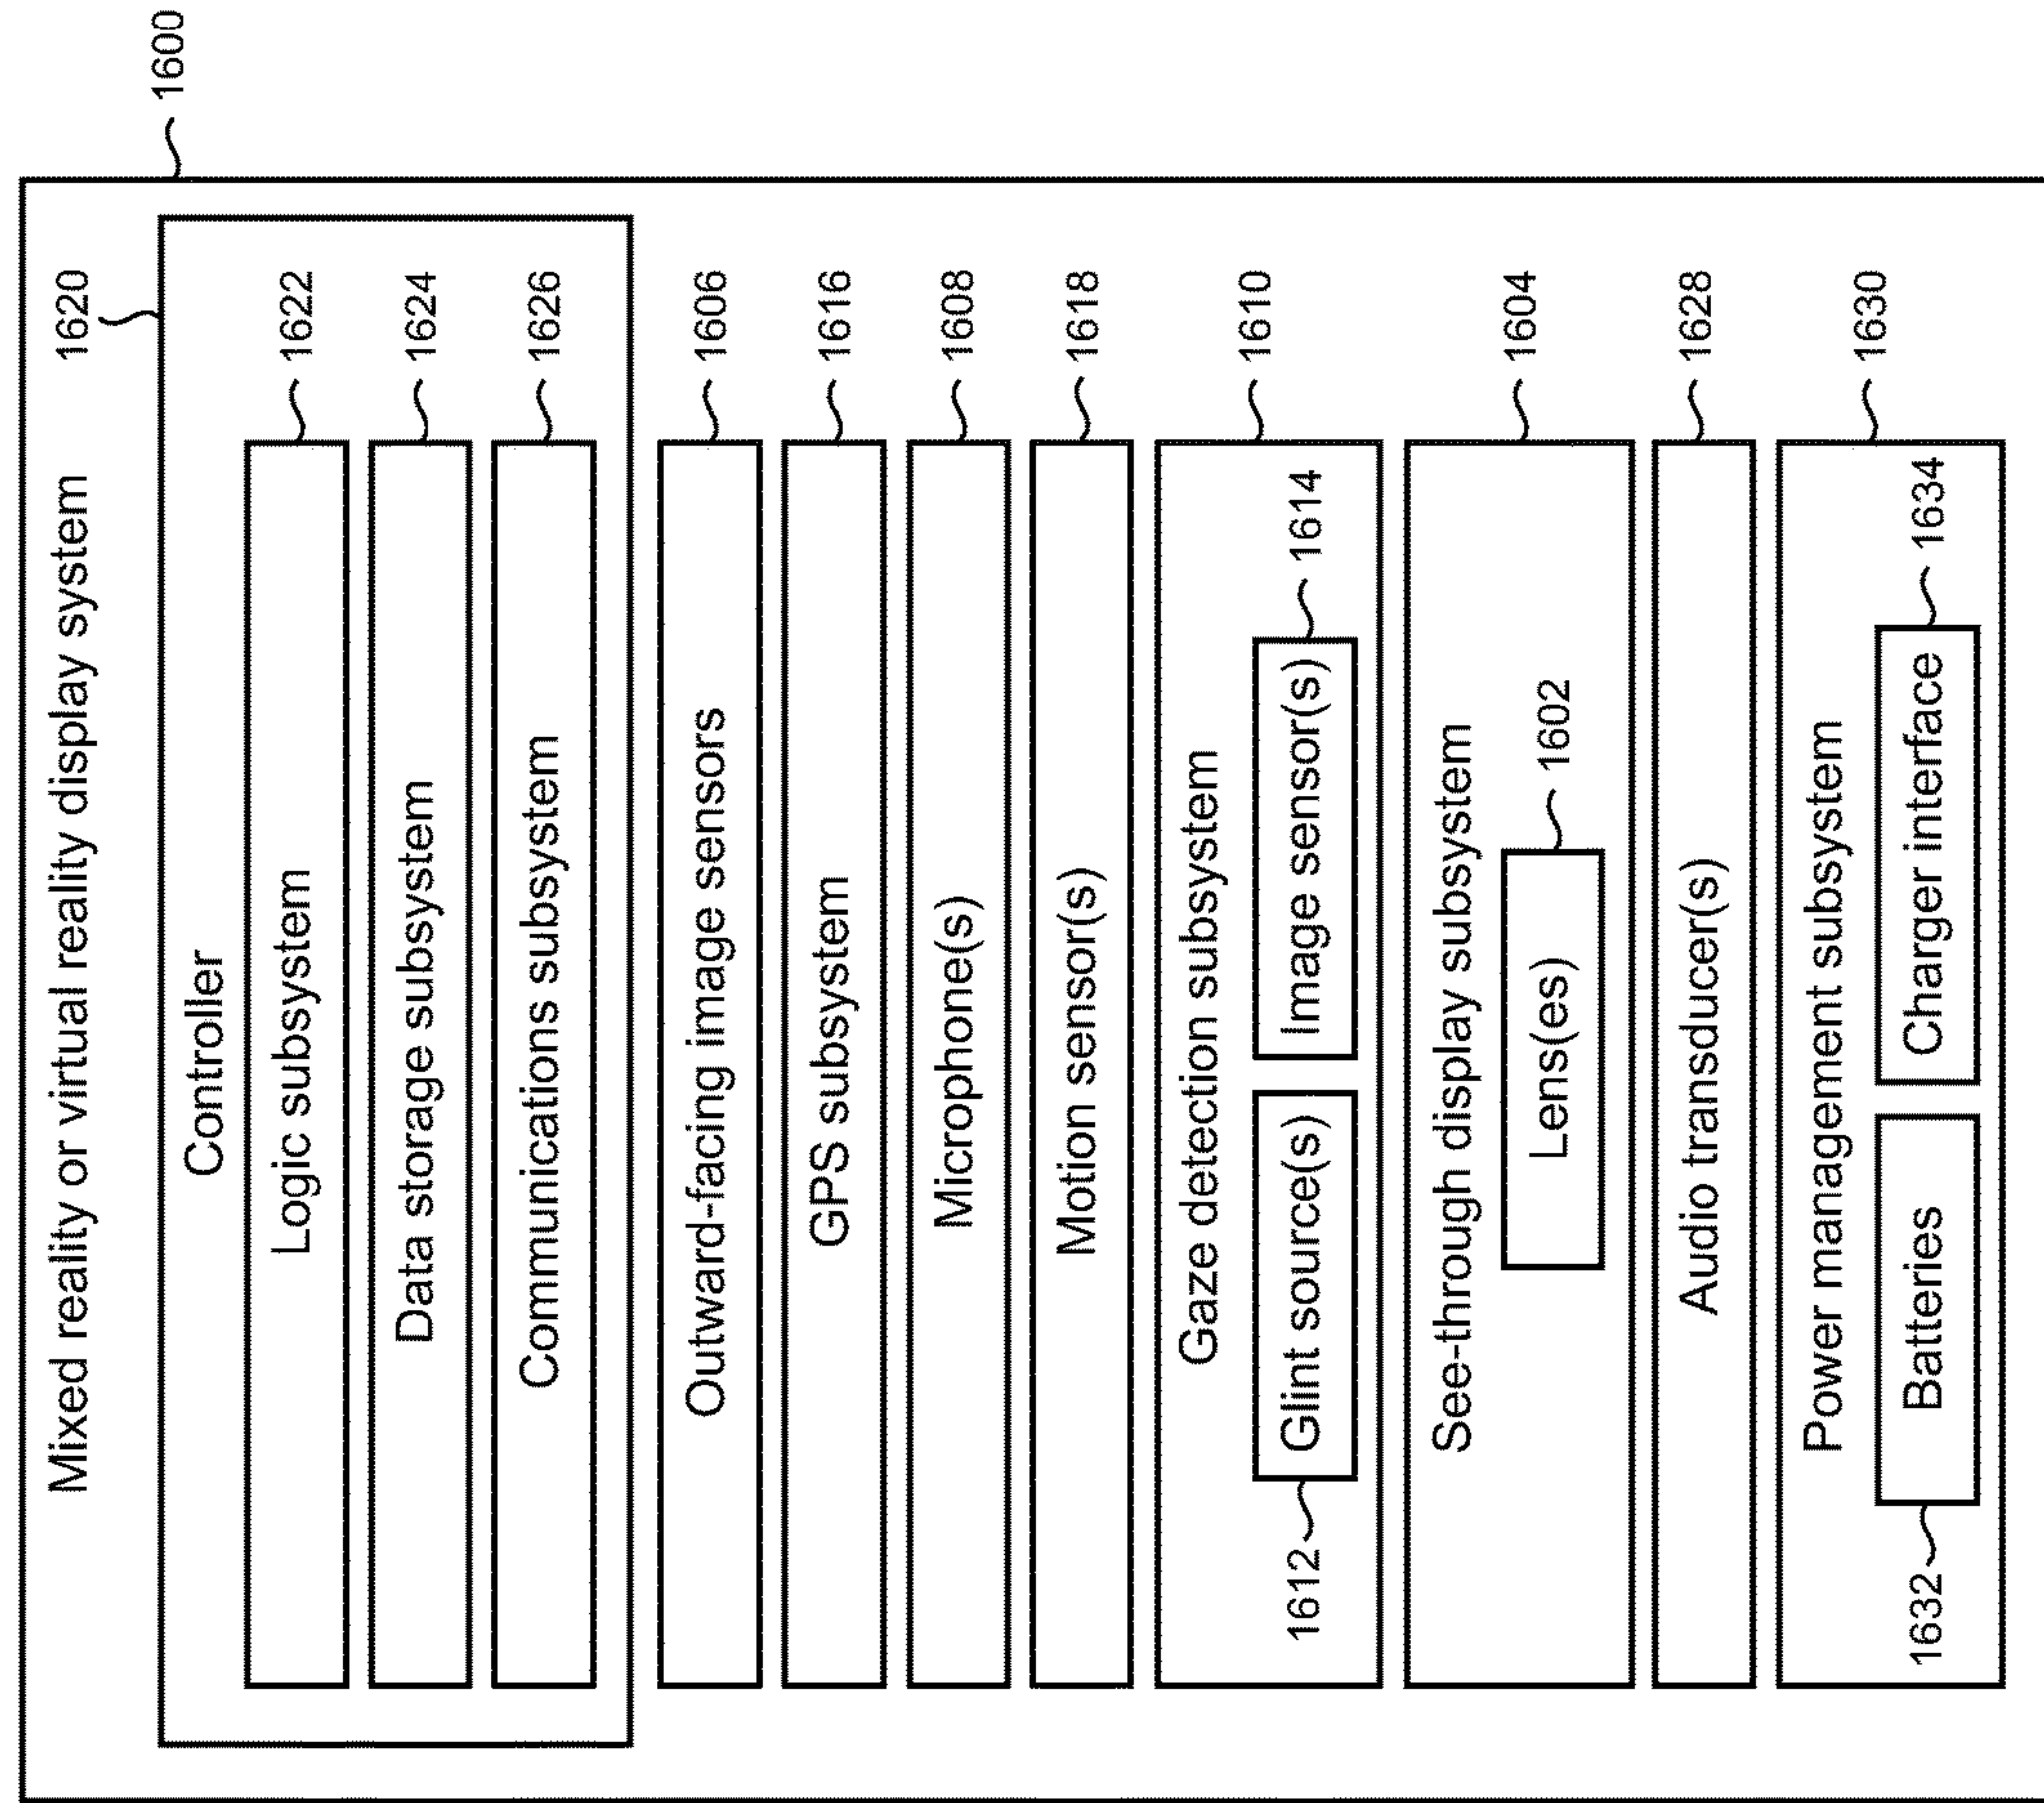 1600
Mixed reality or virtual reality display system
1620
Controller
Logic subsystem
1622
Data storage subsystem
1624
Communications subsystem
1626
Outward-facing image sensors
1606
GPS subsystem
1616
Microphone(s)
1608
Motion sensor(s)
1618
Gaze detection subsystem
1610
1612
Glint source(s)
Image sensor(s)
1614
See-through display subsystem
1604
Lens(es)
1602
Audio transducer(s)
1628
Power management subsystem
1630
1632
Batteries
Charger interface
1634